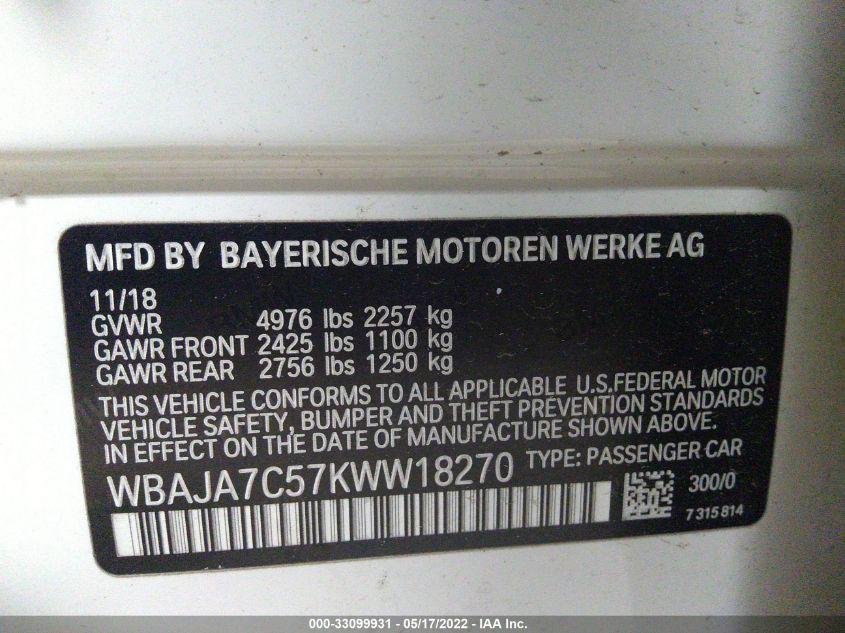 MFD BY BAYERISCHE MOTOREN WERKE AG
11/18
GVWR 4976 lbs 2257 kg
GAWR FRONT 2425 lbs 1100 kg
GAWR REAR 2756 lbs 1250 kg
THIS VEHICLE CONFORMS TO ALL APPLICABLE U.S.FEDERAL MOTOR
VEHICLE SAFETY, BUMPER AND THEFT PREVENTION STANDARDS
IN EFFECT ON THE DATE OF MANUFACTURE SHOWN ABOVE.
WBAJA7C57KWW18270 TYPE: PASSENGER CAR
300/0
7 315 814
000-33099931 - 05/17/2022 - IAA Inc.